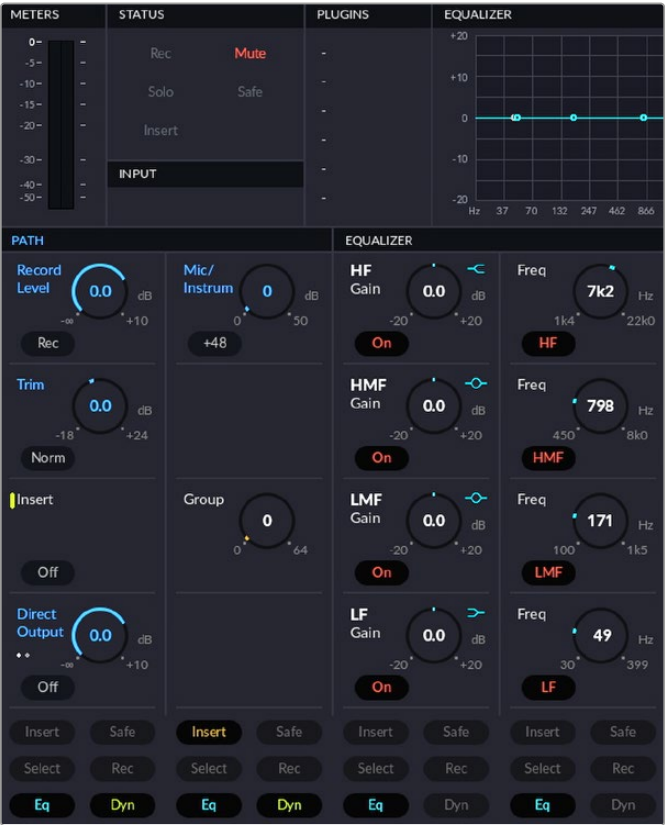 METERS STATUS PLUGINS EQUALIZER
0 +20
-5 Rec Mute -
-10 +10
-15 Solo Safe -
-20 0
Insert -
-30 -10
INPUT
-40 -
-50 -20
Hz 37 70 132 247 462 866
PATH EQUALIZER
Record Level 0.0 dB -∞ +10 Rec
Mic/ Instrum 0 dB 0 50 +48
HF Gain 0.0 dB -20 +20 On
Freq 7k2 Hz 1k4 22k0 HF
Trim 0.0 dB -18 +24 Norm
HMF Gain 0.0 dB -20 +20 On
Freq 798 Hz 450 8k0 HMF
Insert Off
Group 0 0 64
LMF Gain 0.0 dB -20 +20 On
Freq 171 Hz 100 1k5 LMF
Direct Output 0.0 dB -∞ +10 Off
LF Gain 0.0 dB -20 +20 On
Freq 49 Hz 30 399 LF
Insert Safe Insert Safe Insert Safe Insert Safe
Select Rec Select Rec Select Rec Select Rec
Eq Dyn Eq Dyn Eq Dyn Eq Dyn